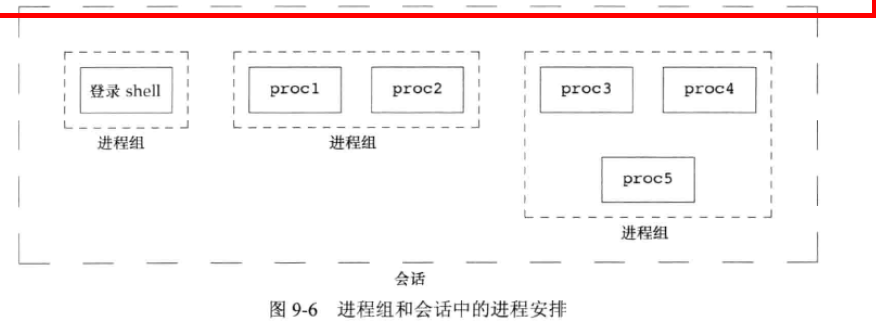 登录 shell
proc1
proc2
proc3
proc4
进程组
进程组
proc5
进程组
会话
图 9-6 进程组和会话中的进程安排